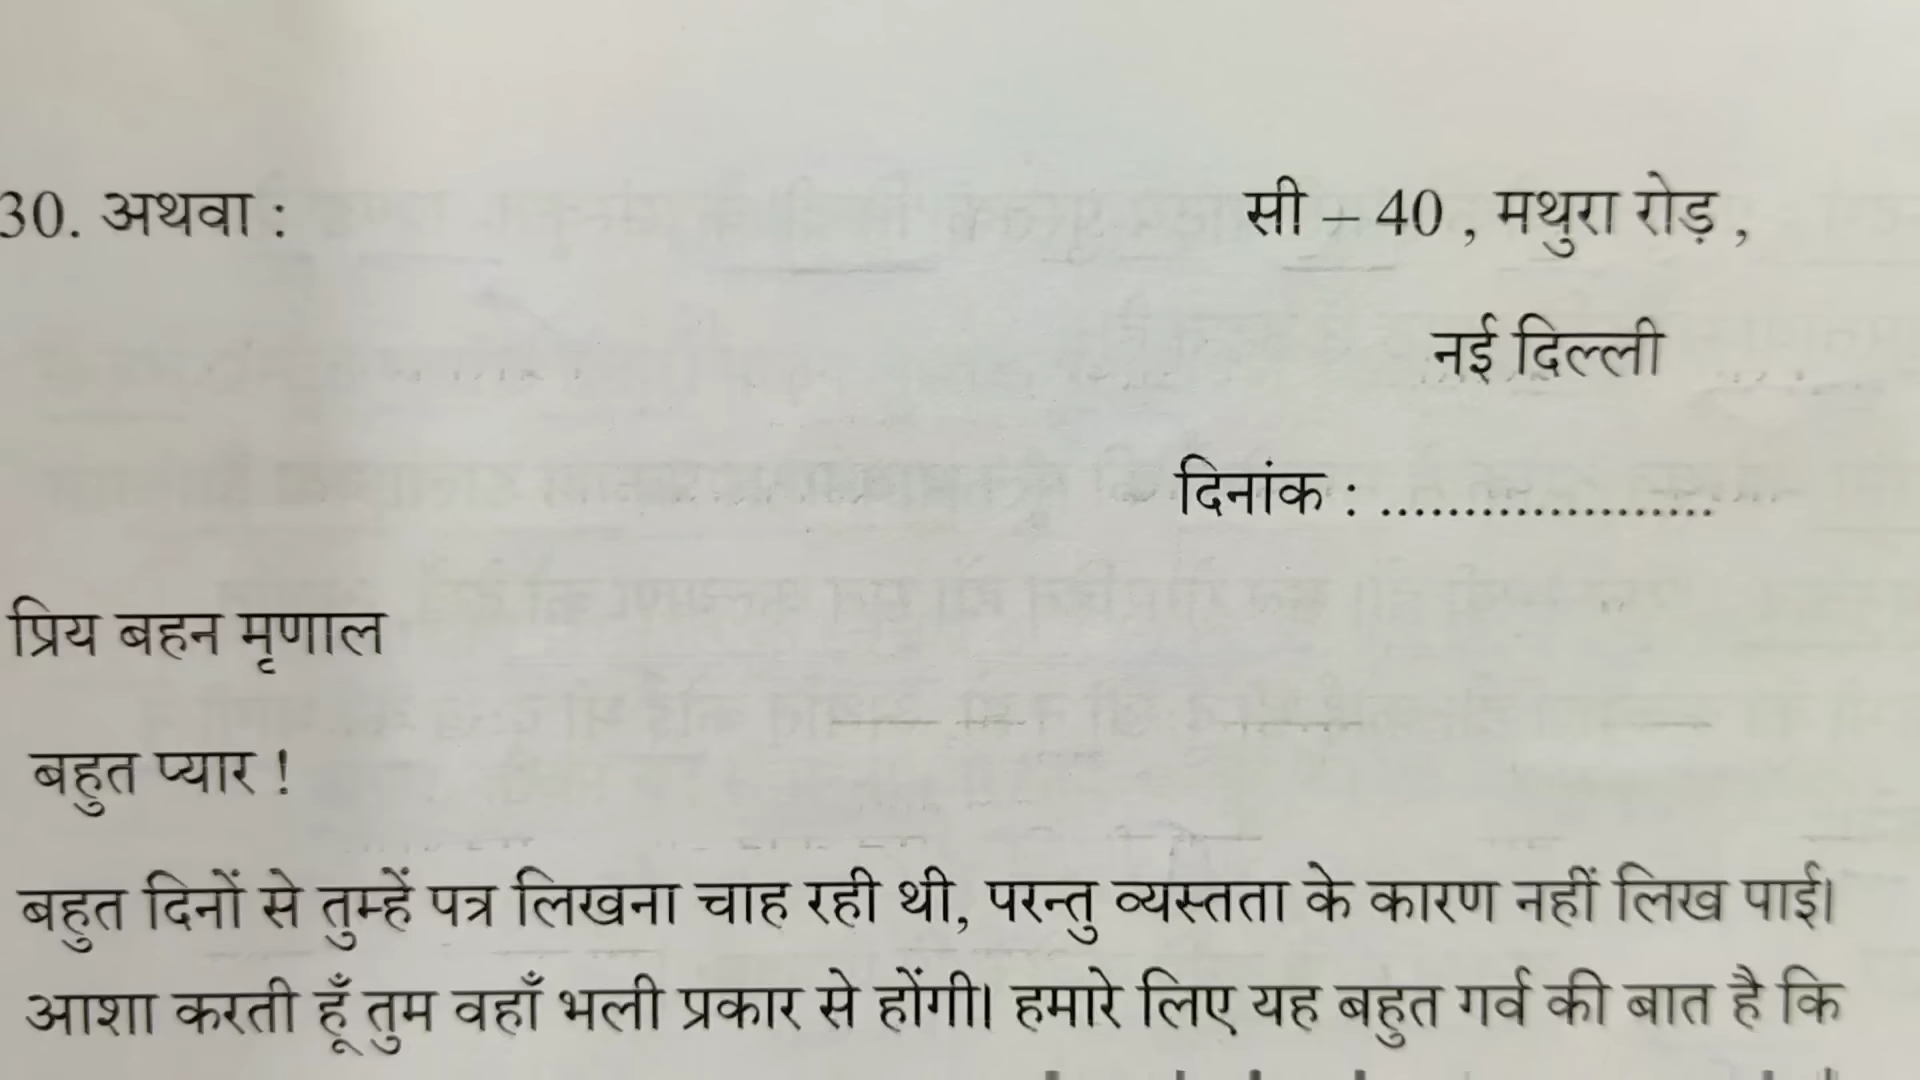 30. अथवा :
सी – 40 , मथुरा रोड़ ,
नई दिल्ली
दिनांक : ....................
प्रिय बहन मृणाल
बहुत प्यार !
बहुत दिनों से तुम्हें पत्र लिखना चाह रही थी, परन्तु व्यस्तता के कारण नहीं लिख पाई।
आशा करती हूँ तुम वहाँ भली प्रकार से होंगी। हमारे लिए यह बहुत गर्व की बात है कि